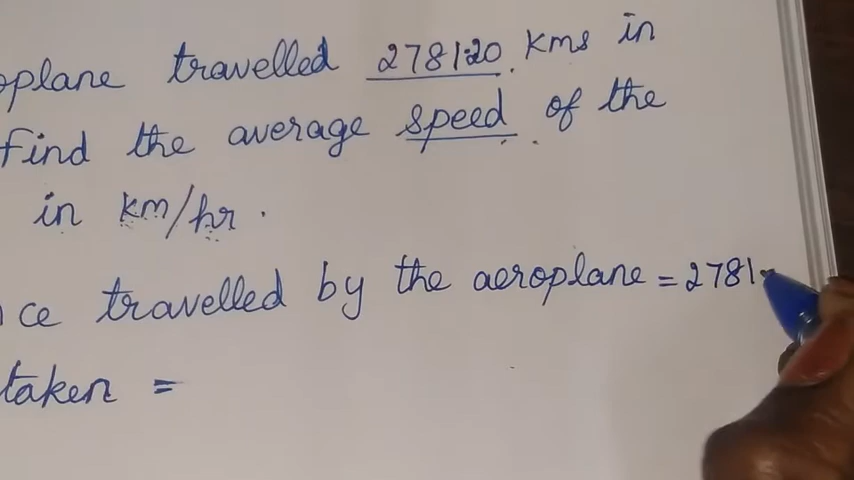 oplane travelled 2781.20 kms in
Find the average speed of the
in km/hr.
ce travelled by the aeroplane = 2781.
taken =